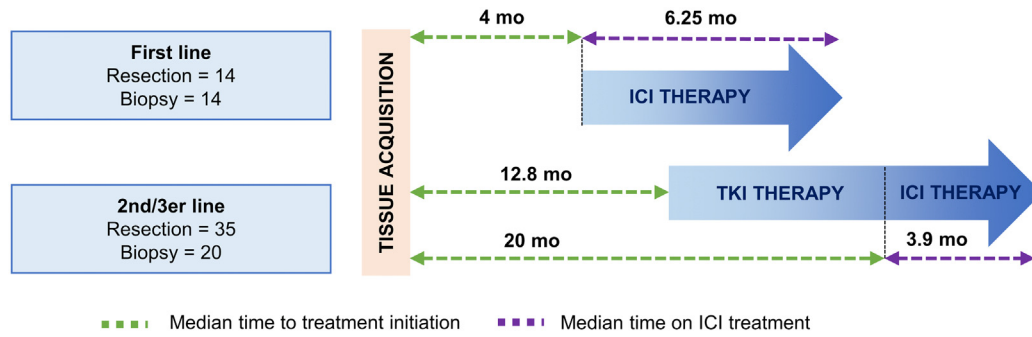 First line
Resection = 14
Biopsy = 14
2nd/3er line
Resection = 35
Biopsy = 20
TISSUE ACQUISITION
4 mo
6.25 mo
ICI THERAPY
12.8 mo
TKI THERAPY
ICI THERAPY
20 mo
3.9 mo
Median time to treatment initiation
Median time on ICI treatment